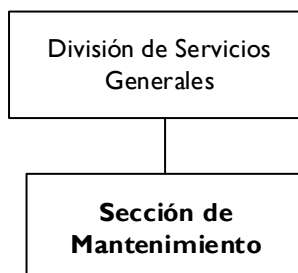 División de Servicios
Generales
Sección de
Mantenimiento